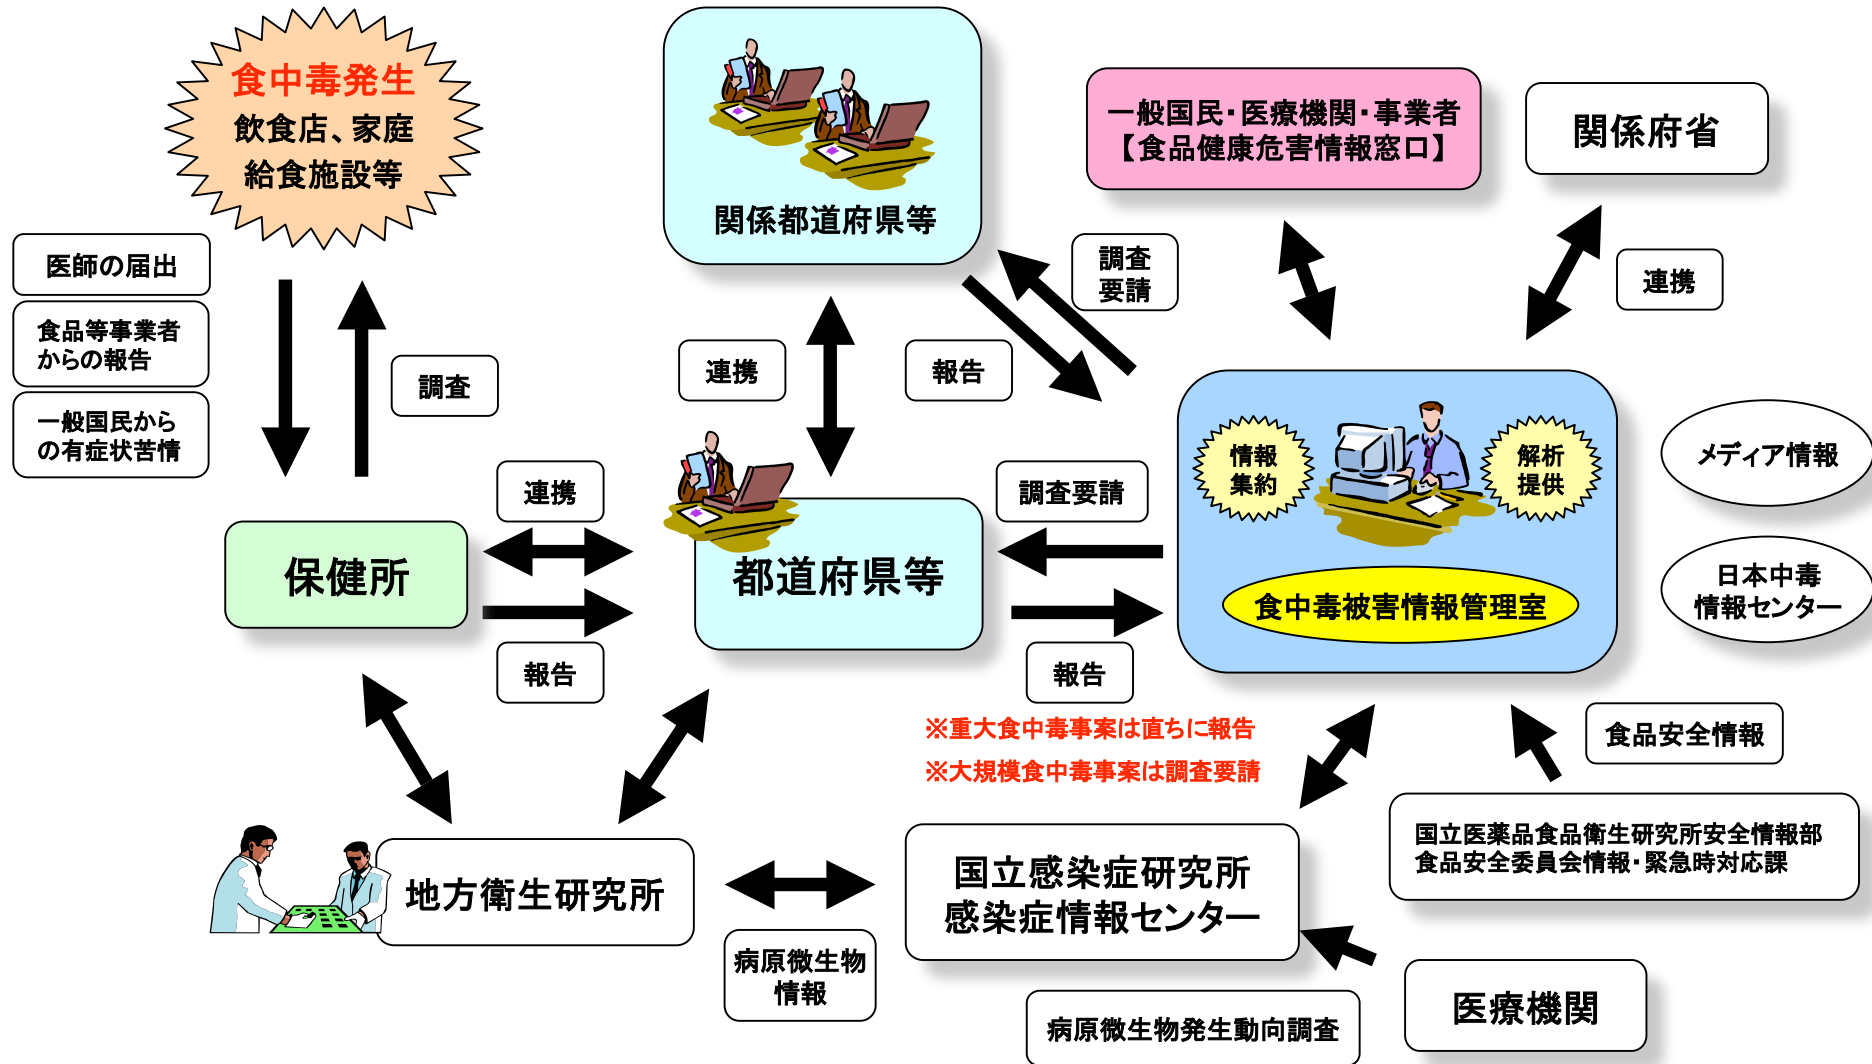 食中毒発生
飲食店、家庭
給食施設等
関係都道府県等
一般国民・医療機関・事業者
【食品健康危害情報窓口】
関係府省
医師の届出
食品等事業者
からの報告
一般国民から
の有症状苦情
調査
連携
報告
調査
要請
連携
情報
集約
解析
提供
食中毒被害情報管理室
メディア情報
日本中毒
情報センター
保健所
連携
報告
都道府県等
調査要請
報告
※重大食中毒事案は直ちに報告
※大規模食中毒事案は調査要請
食品安全情報
国立医薬品食品衛生研究所安全情報部
食品安全委員会情報・緊急時対応課
地方衛生研究所
病原微生物
情報
国立感染症研究所
感染症情報センター
病原微生物発生動向調査
医療機関